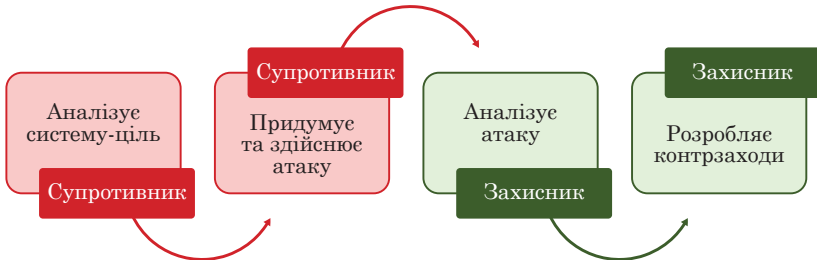 Аналізує
систему-ціль
Супротивник
Супротивник
Придумує
та здійснює
атаку
Аналізує
атаку
Захисник
Захисник
Розробляє
контрзаходи